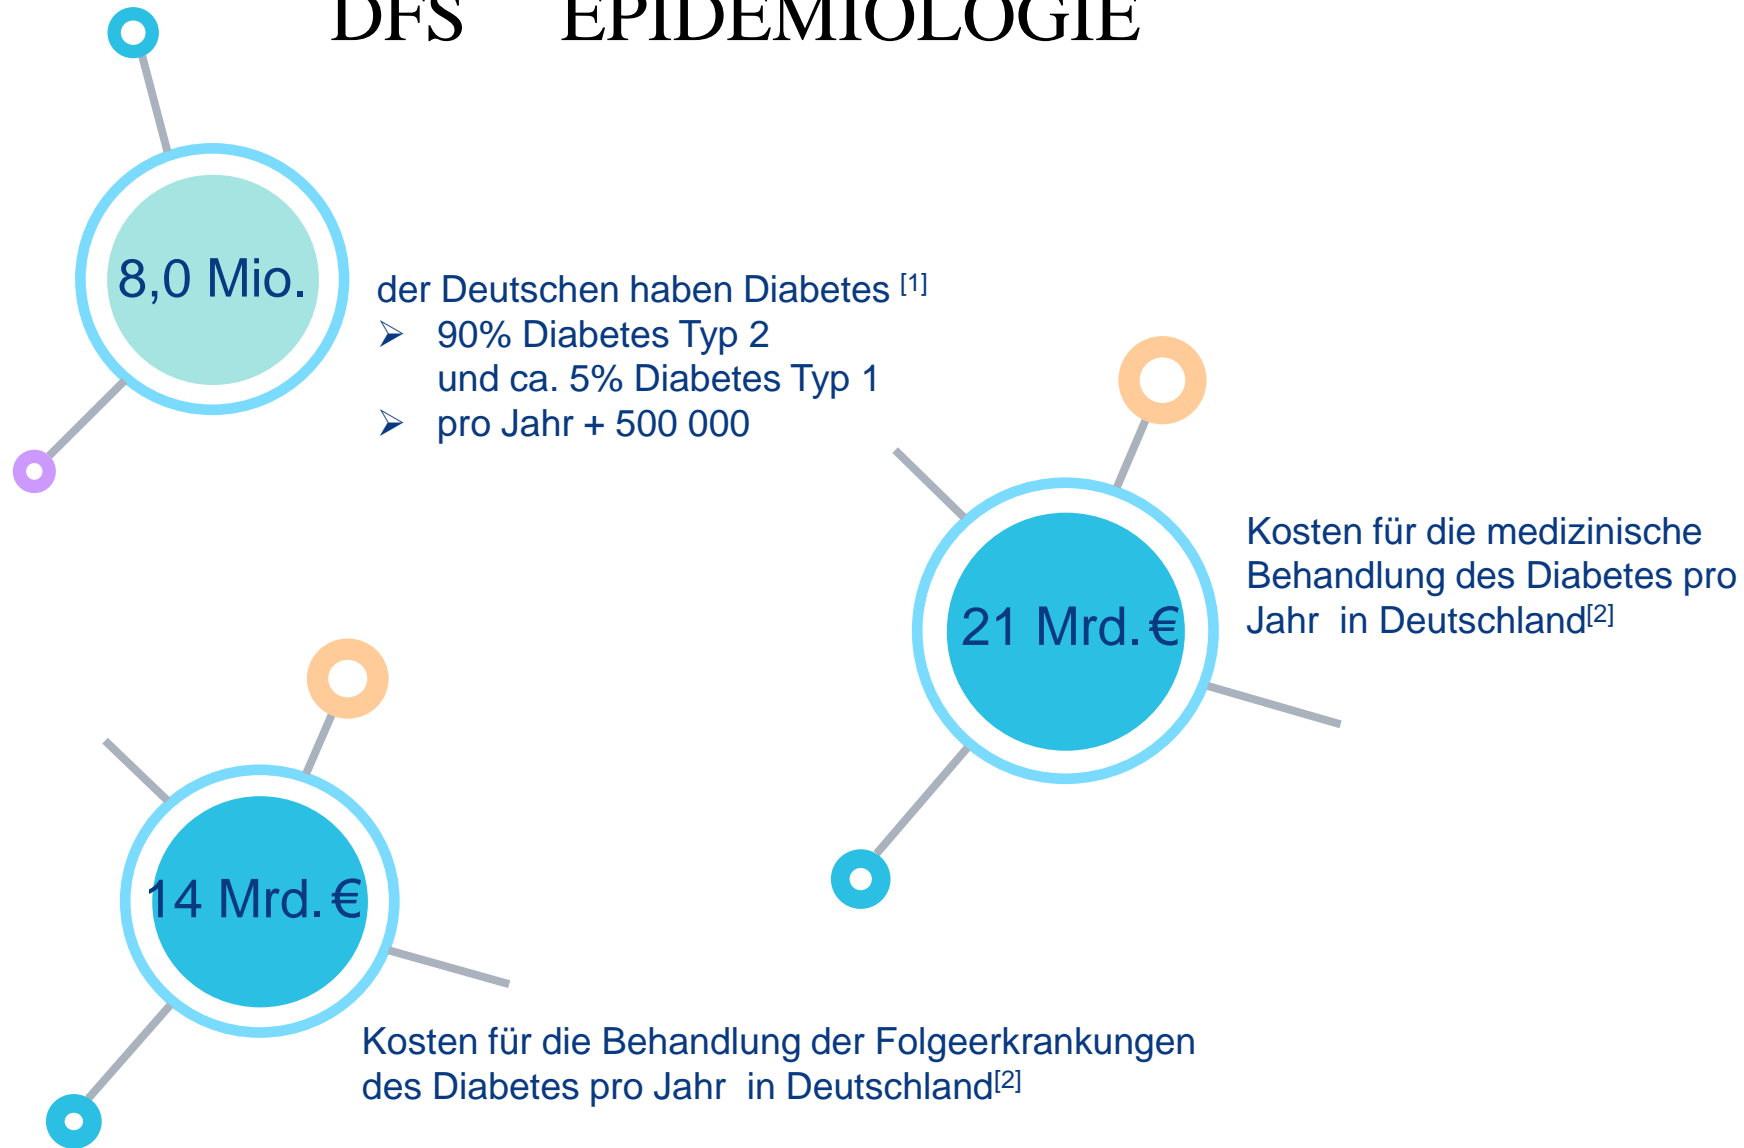 DFS EPIDEMIOLOGIE
8,0 Mio.
der Deutschen haben Diabetes [1]
➢ 90% Diabetes Typ 2
und ca. 5% Diabetes Typ 1
➢ pro Jahr + 500 000
21 Mrd. €
Kosten für die medizinische
Behandlung des Diabetes pro
Jahr in Deutschland[2]
14 Mrd. €
Kosten für die Behandlung der Folgeerkrankungen
des Diabetes pro Jahr in Deutschland[2]